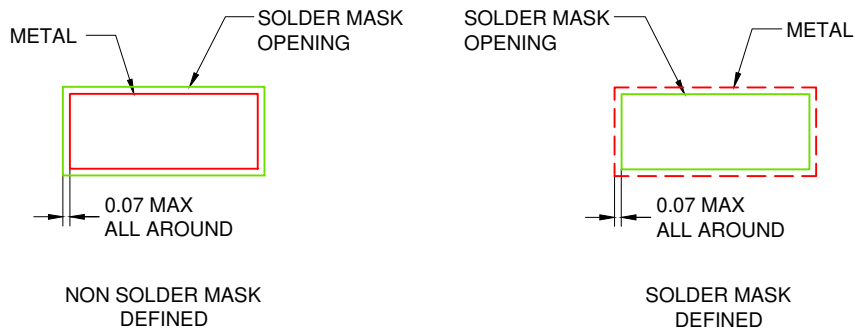 METAL
SOLDER MASK
OPENING
0.07 MAX
ALL AROUND
NON SOLDER MASK
DEFINED
SOLDER MASK
OPENING
METAL
0.07 MAX
ALL AROUND
SOLDER MASK
DEFINED